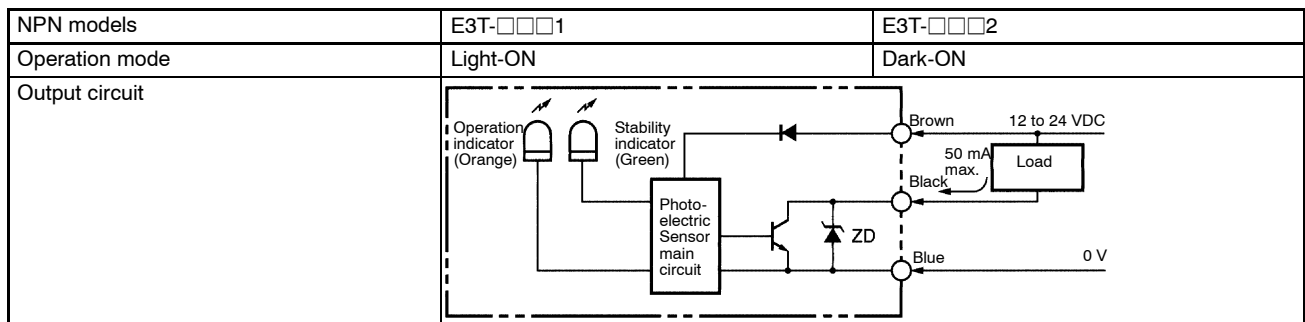 NPN models E3T-□□□1 E3T-□□□2
Operation mode Light-ON Dark-ON
Output circuit
Operation
indicator
(Orange)
Stability
indicator
(Green)
Brown
12 to 24 VDC
50 mA
max.
Load
Black
Photo-
electric
Sensor
main
circuit
ZD
Blue
0 V